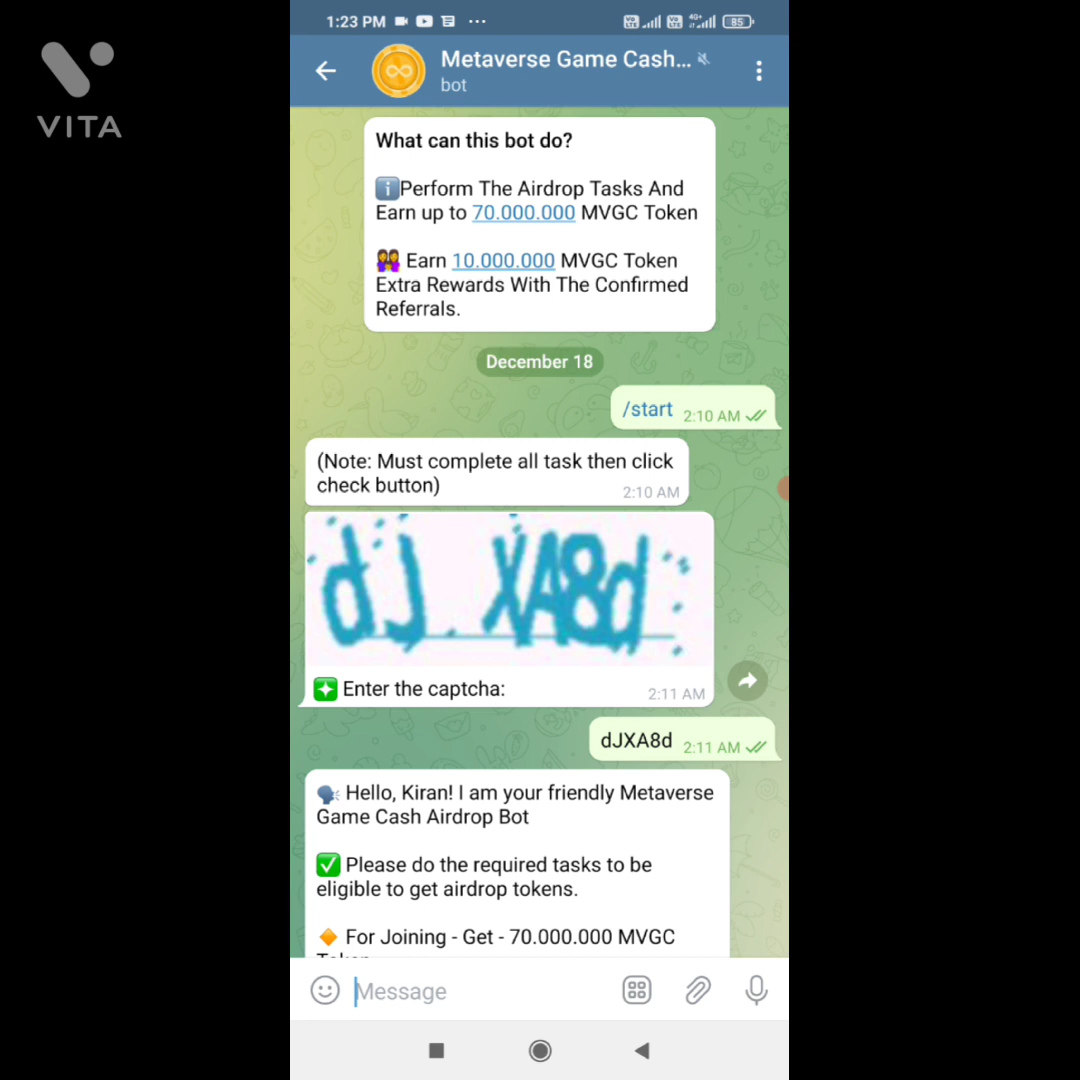 VITA
1:23 PM
85
Metaverse Game Cash...
bot
What can this bot do?
ℹ️Perform The Airdrop Tasks And
Earn up to 70.000.000 MVGC Token
👭 Earn 10.000.000 MVGC Token
Extra Rewards With The Confirmed
Referrals.
December 18
/start 2:10 AM
(Note: Must complete all task then click
check button) 2:10 AM
dJ XA8d
Enter the captcha: 2:11 AM
dJXA8d 2:11 AM
🗣 Hello, Kiran! I am your friendly Metaverse
Game Cash Airdrop Bot
✅ Please do the required tasks to be
eligible to get airdrop tokens.
🔸 For Joining - Get - 70.000.000 MVGC
Message